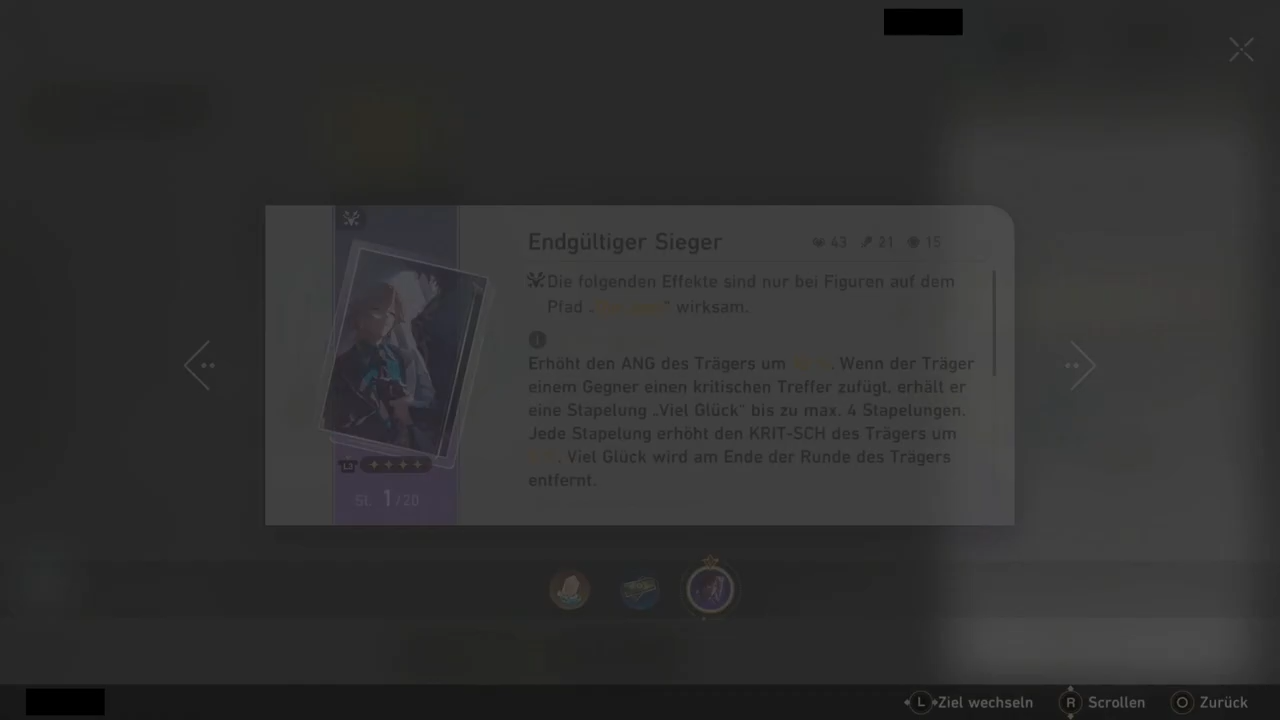 Endgültiger Sieger 43 21 15
Die folgenden Effekte sind nur bei Figuren auf dem
Pfad „ " wirksam.
Erhöht den ANG des Trägers um . Wenn der Träger
einem Gegner einen kritischen Treffer zufügt, erhält er
eine Stapelung „Viel Glück" bis zu max. 4 Stapelungen.
Jede Stapelung erhöht den KRIT-SCH des Trägers um
. Viel Glück wird am Ende der Runde des Trägers
entfernt.
SL 1/20
L Ziel wechseln R Scrollen Zurück